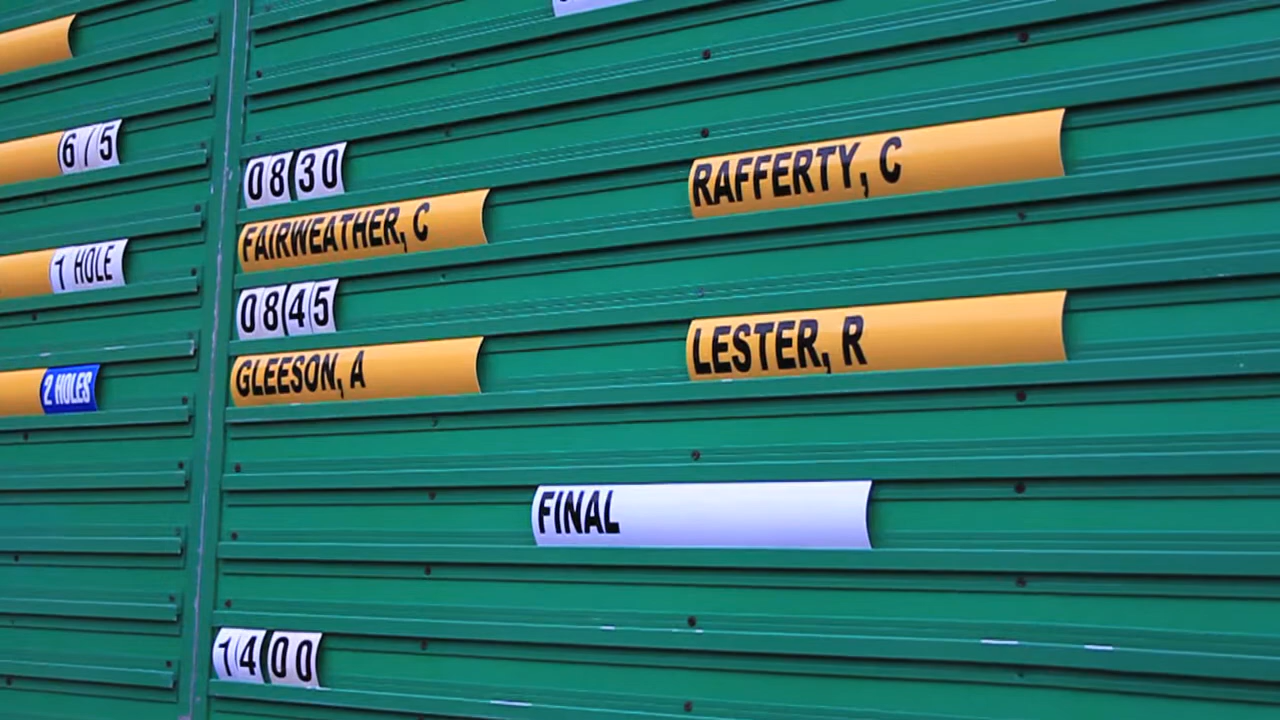 6/5
1 HOLE
2 HOLES
0830
RAFFERTY, C
FAIRWEATHER, C
0845
LESTER, R
GLEESON, A
FINAL
1400